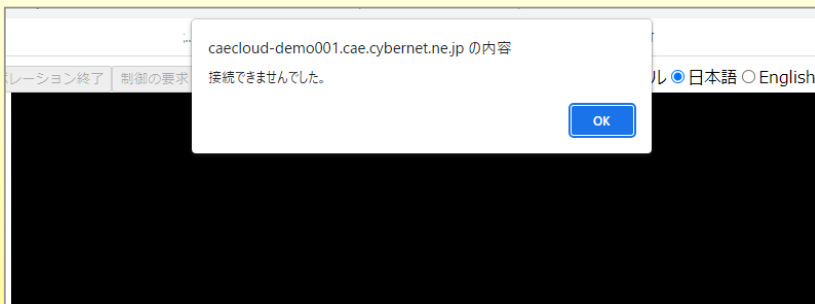 caecloud-demo001.cae.cybernet.ne.jp の内容
接続できませんでした。
レーション終了 制御の要求 ル 日本語 English
OK